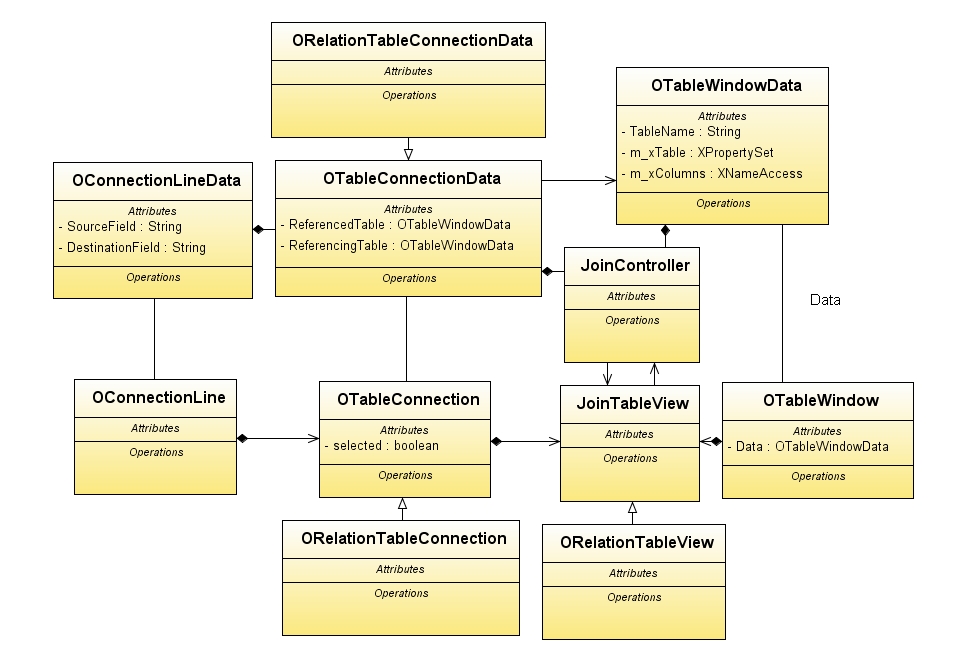 ORelationTableConnectionData
Attributes
Operations
OTableWindowData
Attributes
- TableName : String
- m_xTable : XPropertySet
- m_xColumns : XNameAccess
Operations
OConnectionLineData
Attributes
- SourceField : String
- DestinationField : String
Operations
OTableConnectionData
Attributes
- ReferencedTable : OTableWindowData
- ReferencingTable : OTableWindowData
Operations
JoinController
Attributes
Operations
Data
OConnectionLine
Attributes
Operations
OTableConnection
Attributes
- selected : boolean
Operations
JoinTableView
Attributes
Operations
OTableWindow
Attributes
- Data : OTableWindowData
Operations
ORelationTableConnection
Attributes
Operations
ORelationTableView
Attributes
Operations